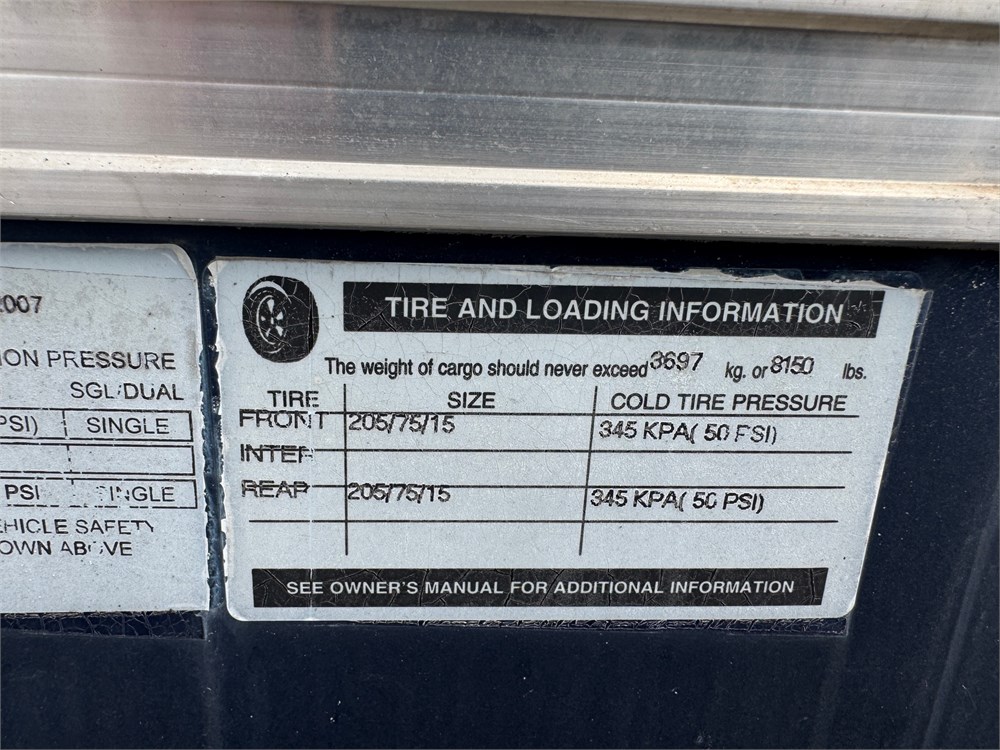 2007
ION PRESSURE
SGL/DUAL
PSI) SINGLE
PSI SINGLE
VEHICLE SAFETY
OWN ABOVE
TIRE AND LOADING INFORMATION
The weight of cargo should never exceed 3697 kg. or 8150 lbs.
TIRE SIZE COLD TIRE PRESSURE
FRONT 205/75/15 345 KPA( 50 PSI)
INTER
REAR 205/75/15 345 KPA( 50 PSI)
SEE OWNER'S MANUAL FOR ADDITIONAL INFORMATION